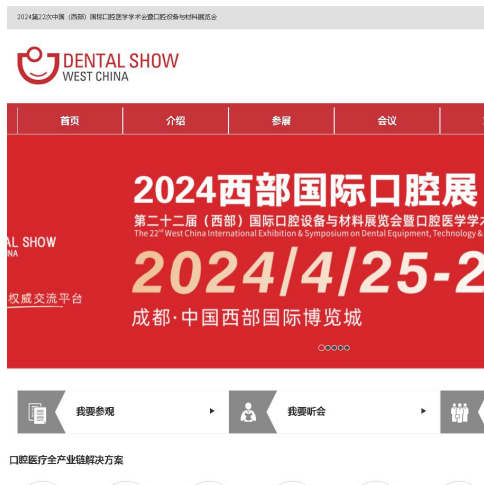 2024第22次中国（西部）国际口腔医学学术会暨口腔设备与材料展览会
DENTAL SHOW
WEST CHINA
首页
介绍
参展
会议
2024西部国际口腔展
第二十二届（西部）国际口腔设备与材料展览会暨口腔医学学术
The 22nd West China International Exhibition & Symposium on Dental Equipment, Technology &
AL SHOW
NA
2024/4/25-2
权威交流平台
成都·中国西部国际博览城
我要参观
我要听会
口腔医疗全产业链解决方案